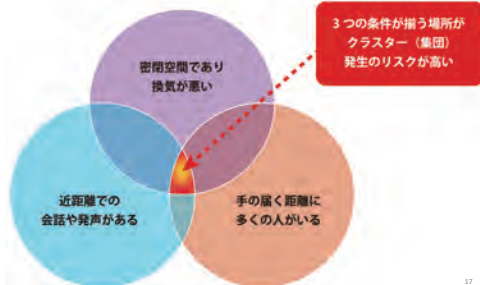 3つの条件が揃う場所が
クラスター（集団）
発生のリスクが高い
密閉空間であり
換気が悪い
近距離での
会話や発声がある
手の届く距離に
多くの人がいる
17